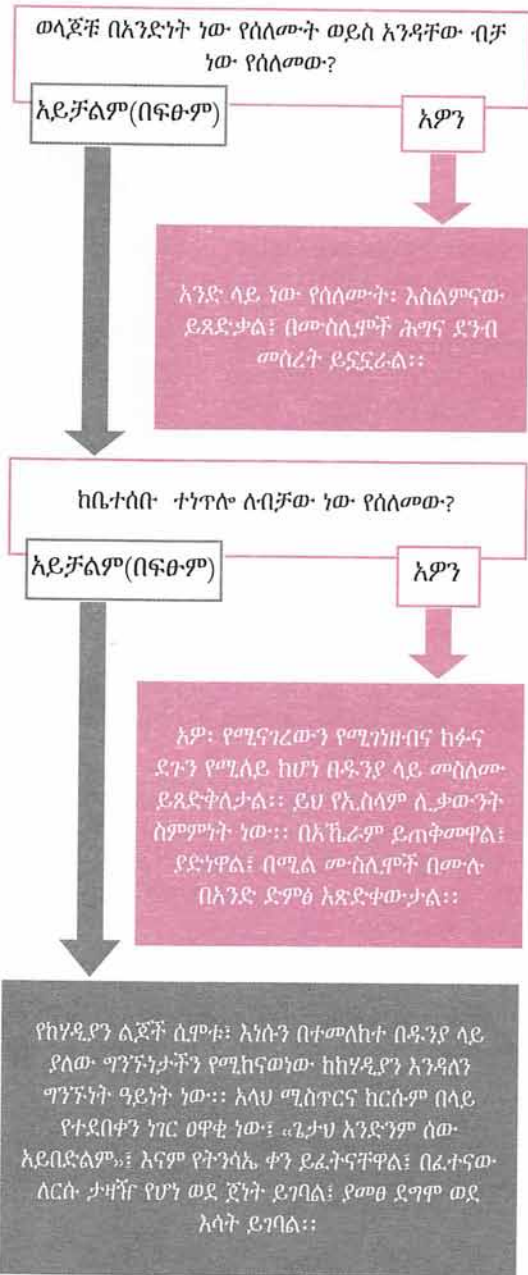 ወላጆቹ በአንድነት ነው የሰለሙት ወይስ አንዳቸው ብቻ
ነው የሰለመው?
አይቻልም(በፍፁም)
አዎን
አንድ ላይ ነው የሰለሙት፡ እስልምናው
ይጸድቃል፤ በሙስሊሞች ሕግና ደንብ
መሰረት ይኗኗራል፡፡
ከቤተሰቡ ተነጥሎ ለብቻው ነው የሰለመው?
አይቻልም(በፍፁም)
አዎን
አዎ፡ የሚናገረውን የሚገነዘብና ከፉና
ደጉን የሚለይ ከሆነ በዱንያ ላይ መስለሙ
ይጸድቅለታል፡፡ ይህ የኢስላም ሊቃውንት
ስምምነት ነው፡፡ በአኼራም ይጠቅመዋል፤
ያድነዋል፤ በሚል ሙስሊሞች በሙሉ
በአንድ ድምፅ አጽድቀውታል፡፡
የከሃዲያን ልጆች ሲሞቱ፡ እነሱን በተመለከተ በዱንያ ላይ
ያለው ግንኙነታችን የሚከናወነው ከከሃዲያን እንዳለን
ግንኙነት ዓይነት ነው፡፡ አላህ ሚስጥርና ከርሱም በላይ
የተደበቀን ነገር ዐዋቂ ነው፤ «ጌታህ አንድንም ሰው
አይበድልም»፤ እናም የትንሳኤ ቀን ይፈትናቸዋል፤ በፈተናው
ለርሱ ታዛዥ የሆነ ወደ ጀነት ይገባል፤ ያመፀ ደግሞ ወደ
እሳት ይገባል፡፡